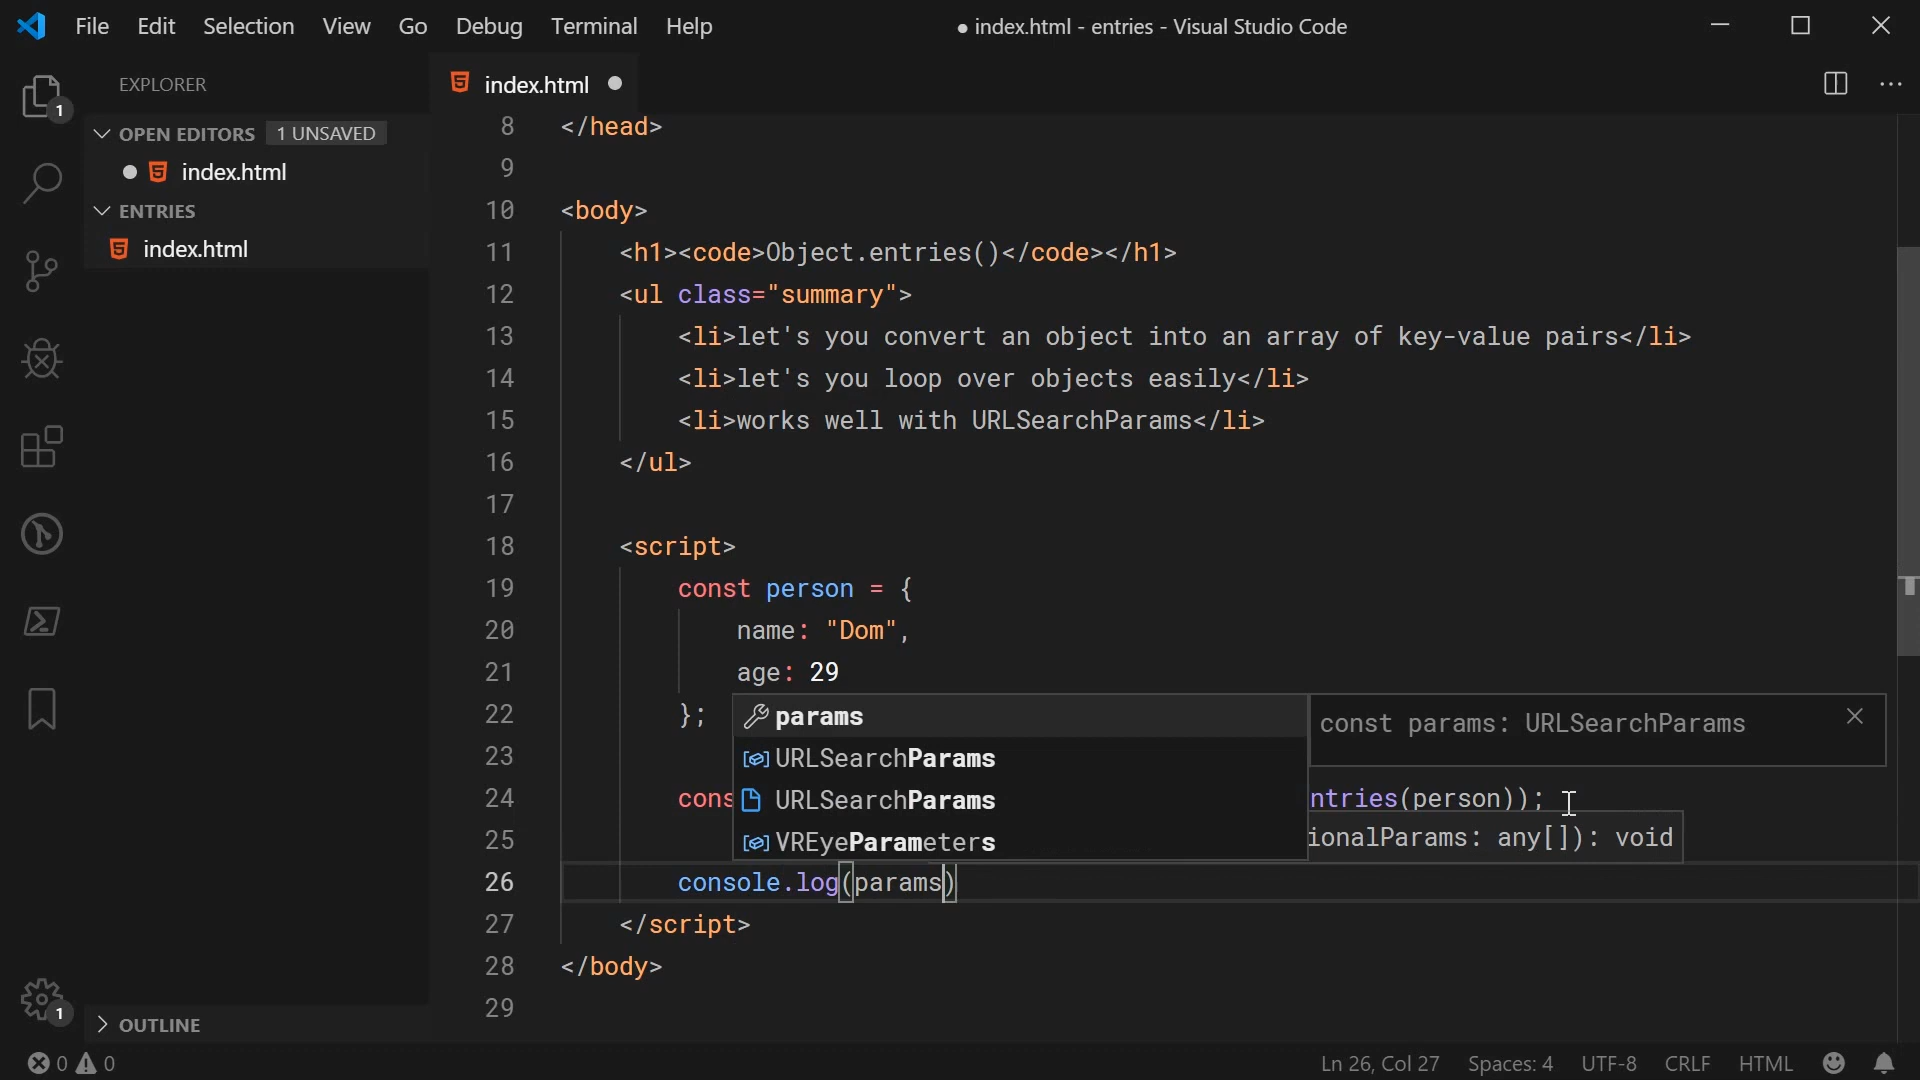 File Edit Selection View Go Debug Terminal Help
● index.html - entries - Visual Studio Code
EXPLORER
1
OPEN EDITORS 1 UNSAVED
index.html
ENTRIES
index.html
OUTLINE
1
index.html
8 </head>
9
10 <body>
11 <h1><code>Object.entries()</code></h1>
12 <ul class="summary">
13 <li>let's you convert an object into an array of key-value pairs</li>
14 <li>let's you loop over objects easily</li>
15 <li>works well with URLSearchParams</li>
16 </ul>
17
18 <script>
19 const person = {
20 name: "Dom",
21 age: 29
22 };
params
const params: URLSearchParams
23
URLSearchParams
24 cons
URLSearchParams
ntries(person));
25
VREyeParameters
ionalParams: any[]): void
26 console.log(params)
27 </script>
28 </body>
29
0 0
Ln 26, Col 27 Spaces: 4 UTF-8 CRLF HTML